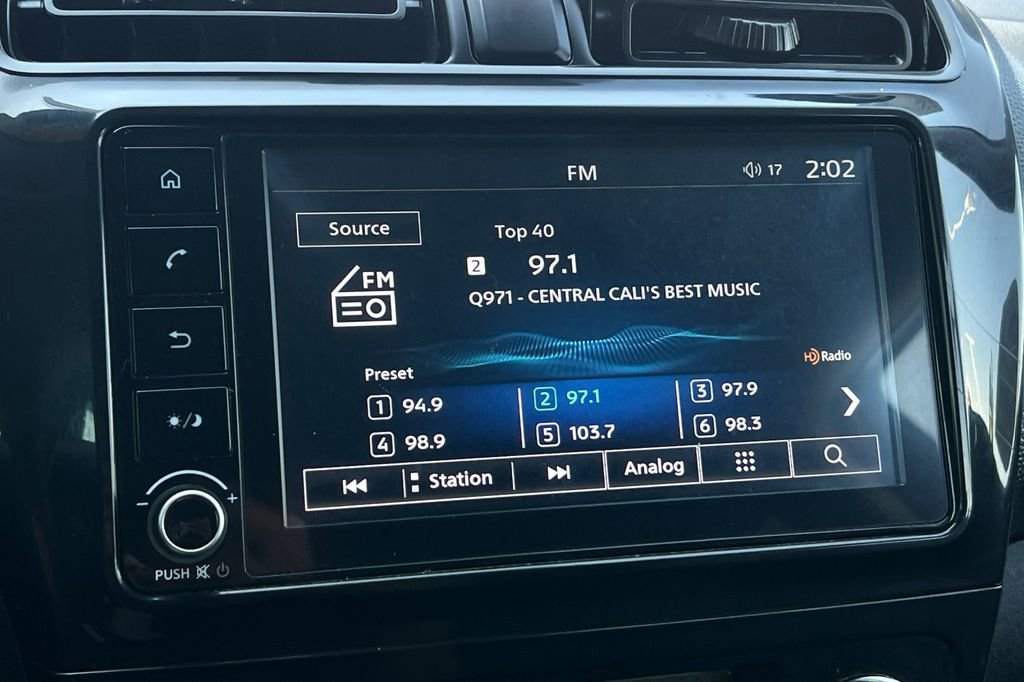 FM 17 2:02
Source
Top 40
2 97.1
FM
Q971 - CENTRAL CALI'S BEST MUSIC
HD Radio
Preset
1 94.9 2 97.1 3 97.9
4 98.9 5 103.7 6 98.3
Station Analog
- +
PUSH